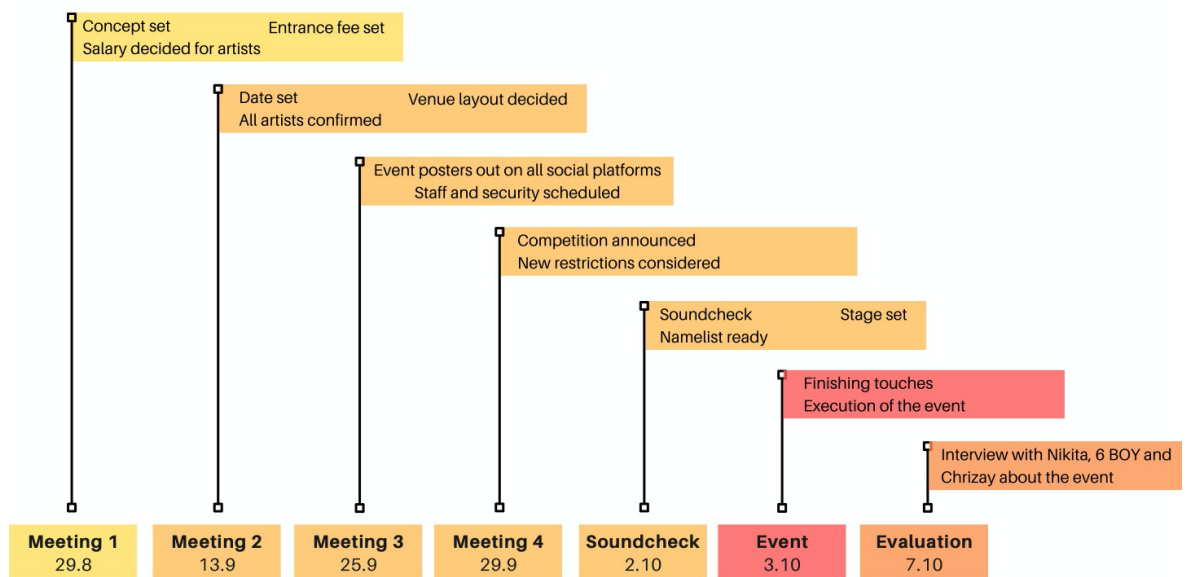 Concept set Entrance fee set
Salary decided for artists
Date set Venue layout decided
All artists confirmed
Event posters out on all social platforms
Staff and security scheduled
Competition announced
New restrictions considered
Soundcheck Stage set
Namelist ready
Finishing touches
Execution of the event
Interview with Nikita, 6 BOY and
Chrizay about the event
Meeting 1 Meeting 2 Meeting 3 Meeting 4 Soundcheck Event Evaluation
29.8 13.9 25.9 29.9 2.10 3.10 7.10